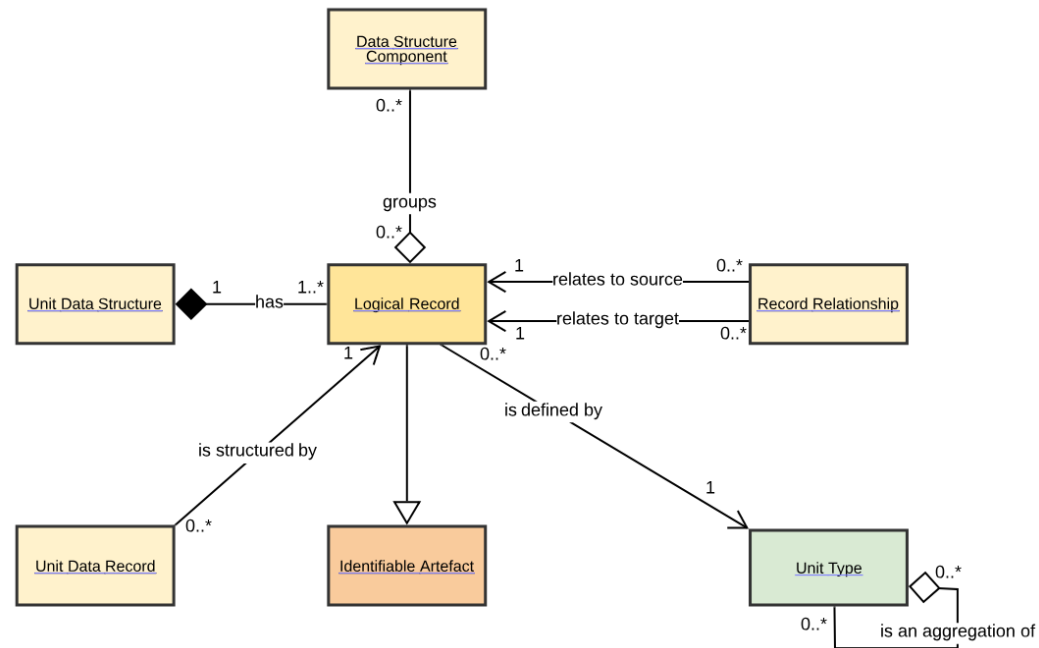 Data Structure
Component
0..*
groups
0..*
1
0..*
relates to source
Unit Data Structure
1
has
1..*
Logical Record
Record Relationship
relates to target
1
0..*
1
0..*
is defined by
is structured by
1
0..*
Unit Data Record
Identifiable Artefact
Unit Type
0..*
0..*
is an aggregation of